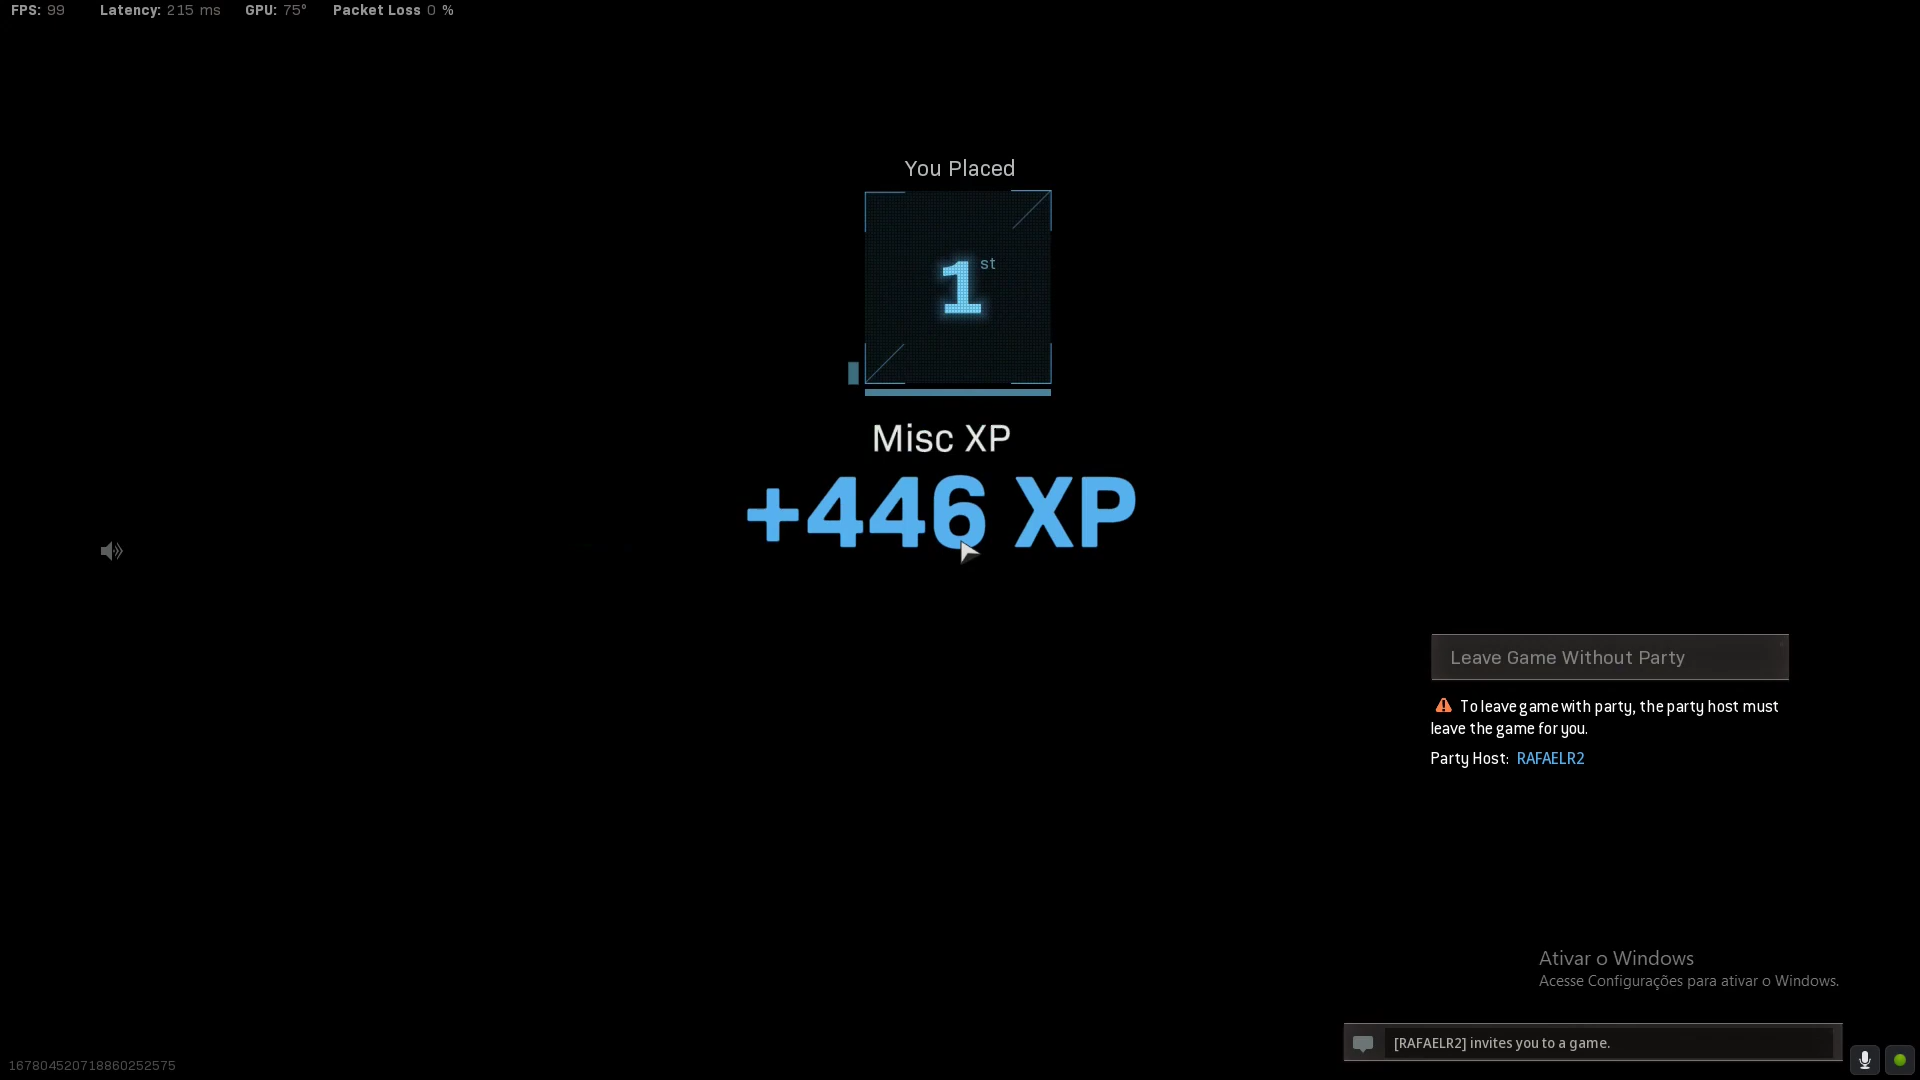 FPS: 99 Latency: 215 ms GPU: 75° Packet Loss 0 %
You Placed
1st
Misc XP
+446 XP
Leave Game Without Party
To leave game with party, the party host must
leave the game for you.
Party Host: RAFAELR2
Ativar o Windows
Acesse Configurações para ativar o Windows.
[RAFAELR2] invites you to a game.
167804520718860252575